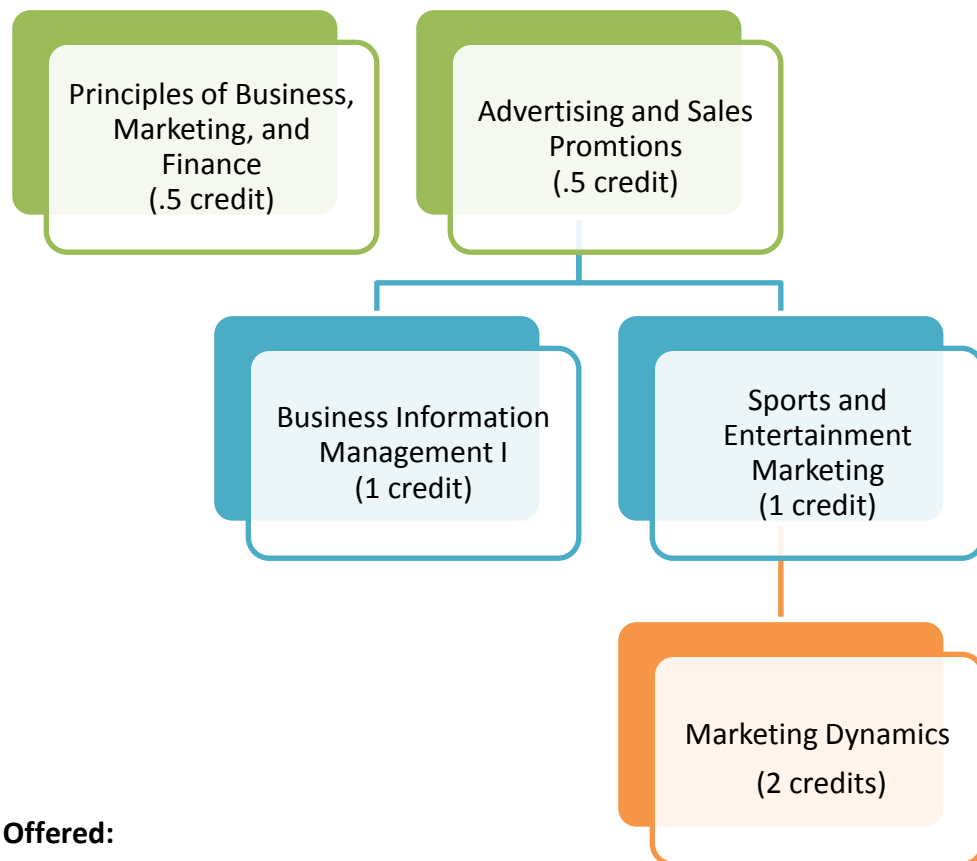 Principles of Business,
Marketing, and
Finance
(.5 credit)
Advertising and Sales
Promtions
(.5 credit)
Business Information
Management I
(1 credit)
Sports and
Entertainment
Marketing
(1 credit)
Marketing Dynamics
(2 credits)
Offered: